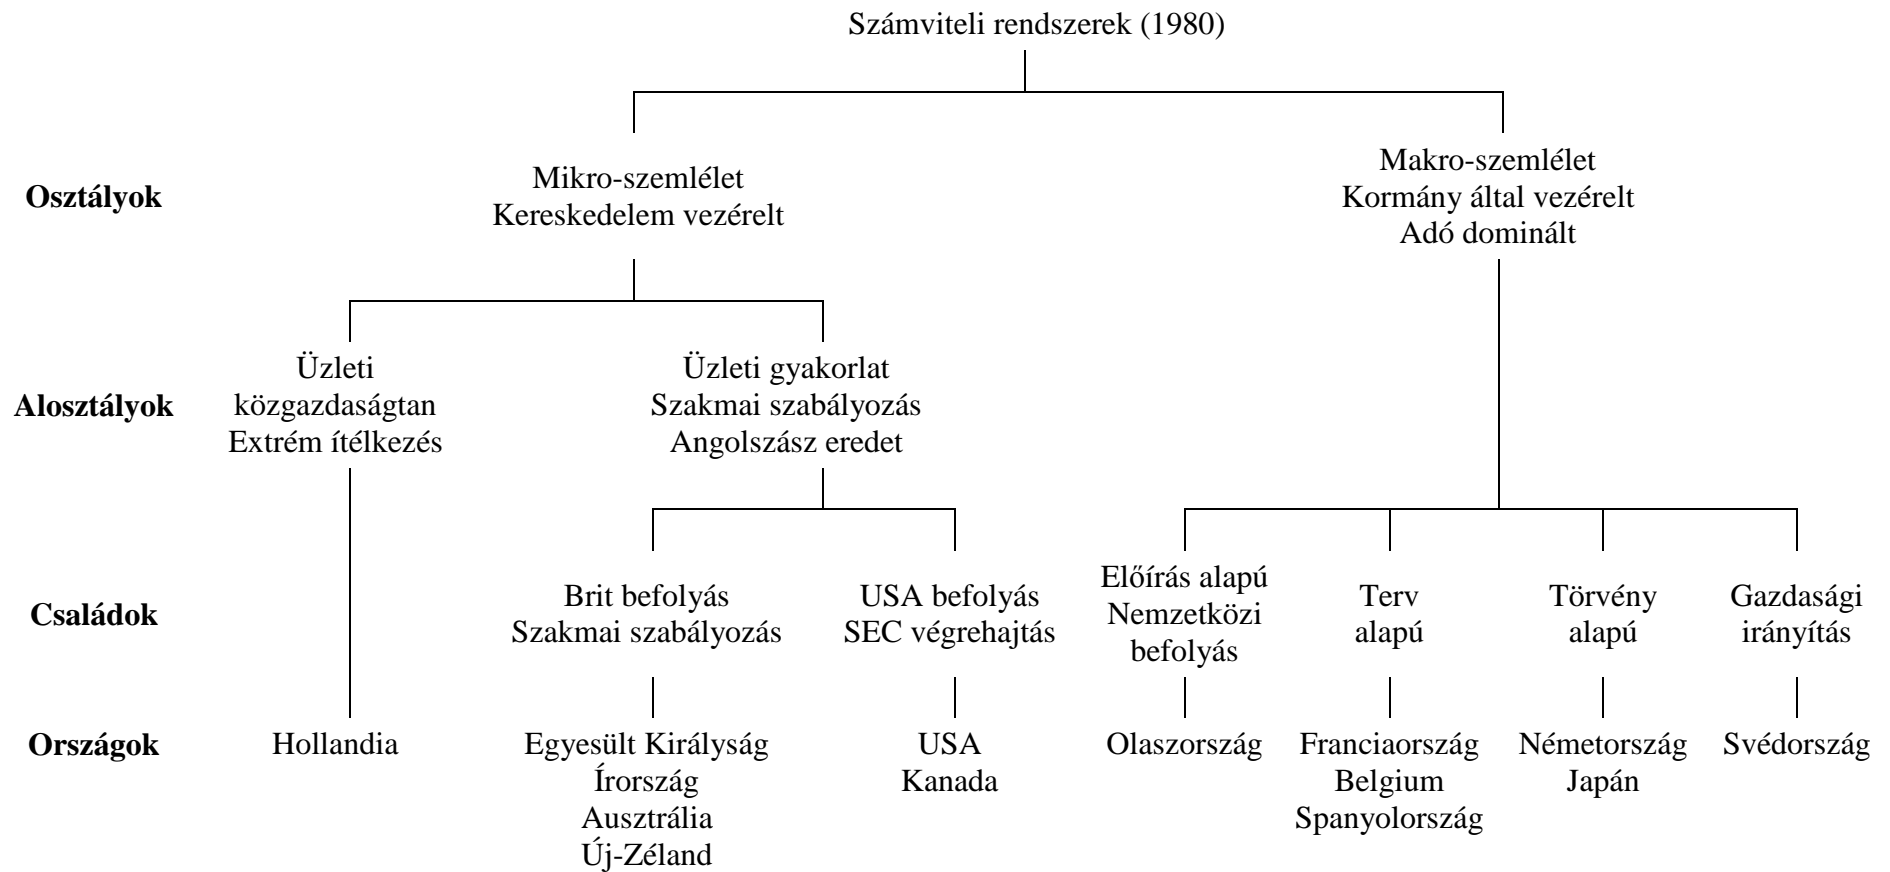 Számviteli rendszerek (1980)
Osztályok
Mikro-szemlélet
Kereskedelem vezérelt
Makro-szemlélet
Kormány által vezérelt
Adó dominált
Alosztályok
Üzleti
közgazdaságtan
Extrém ítélkezés
Üzleti gyakorlat
Szakmai szabályozás
Angolszász eredet
Családok
Brit befolyás
Szakmai szabályozás
USA befolyás
SEC végrehajtás
Előírás alapú
Nemzetközi
befolyás
Terv
alapú
Törvény
alapú
Gazdasági
irányítás
Országok
Hollandia
Egyesült Királyság
Írország
Ausztrália
Új-Zéland
USA
Kanada
Olaszország
Franciaország
Belgium
Spanyolország
Németország
Japán
Svédország